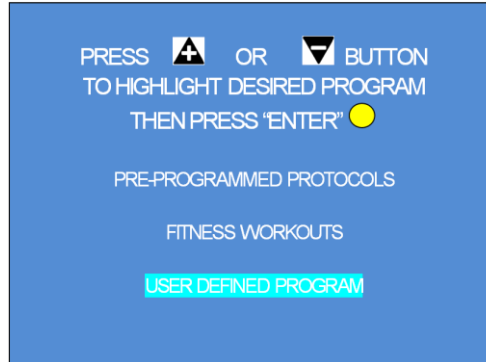 PRESS + OR - BUTTON
TO HIGHLIGHT DESIRED PROGRAM
THEN PRESS “ENTER”
PRE-PROGRAMMED PROTOCOLS
FITNESS WORKOUTS
USER DEFINED PROGRAM